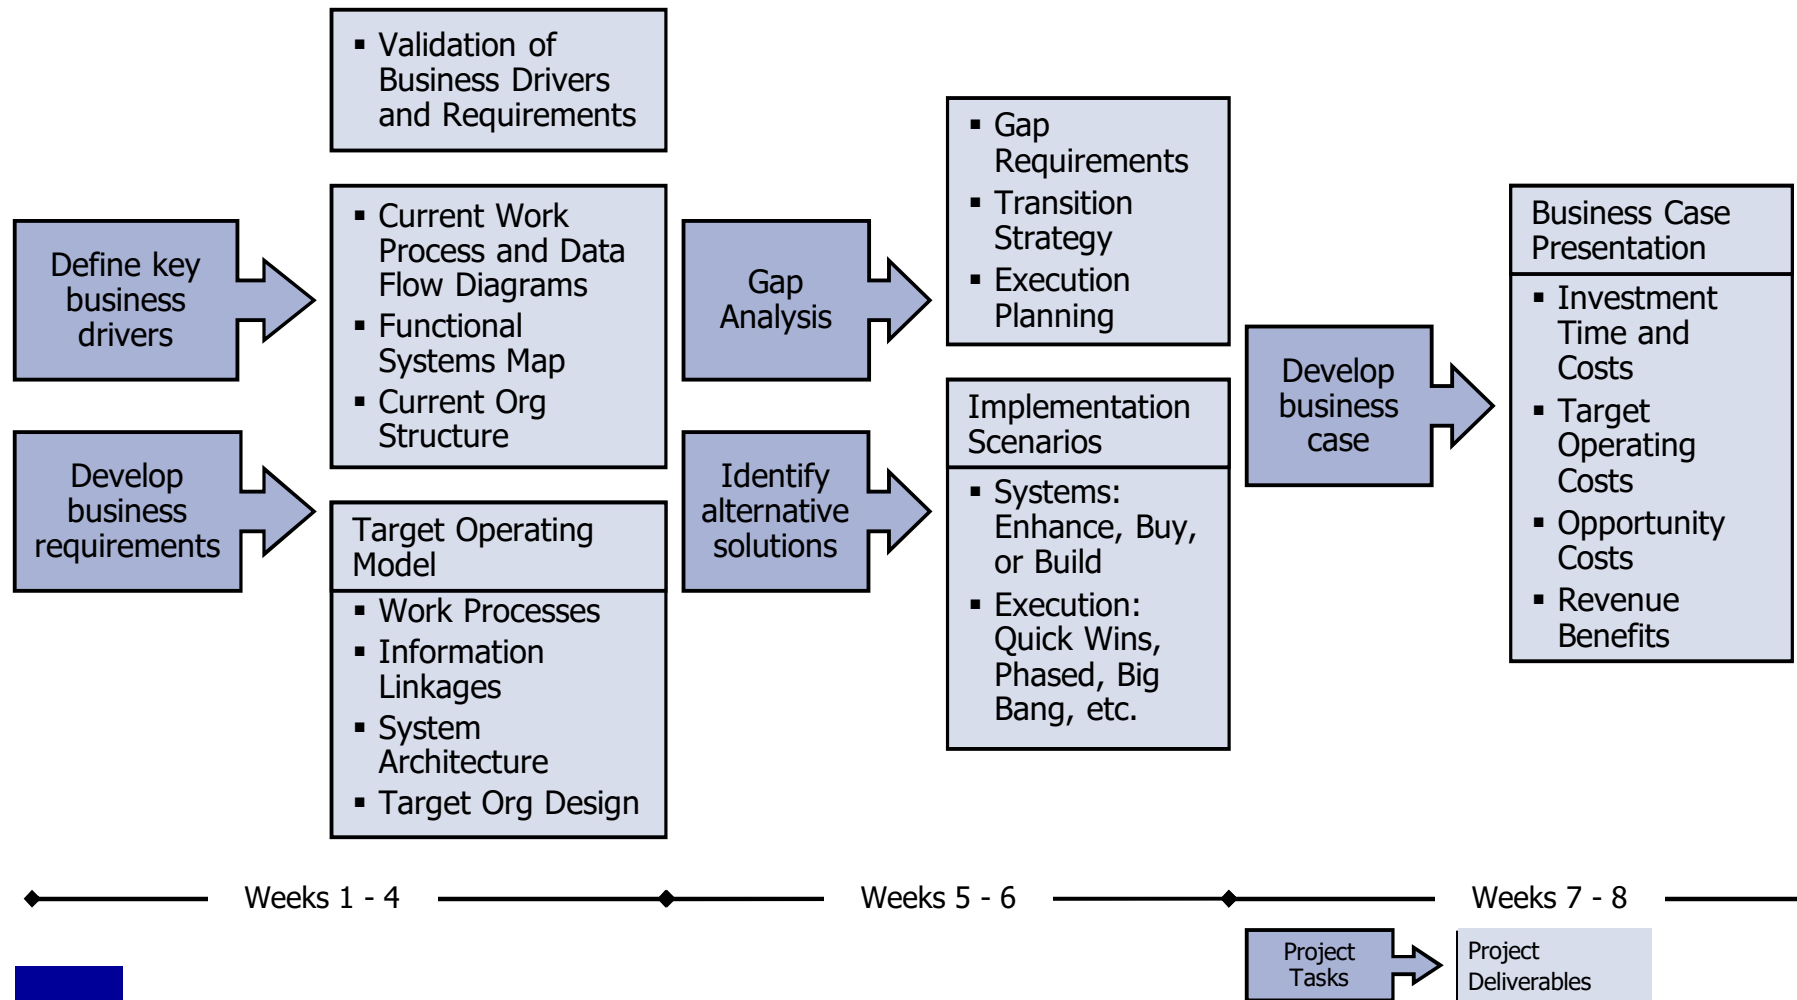 ▪ Validation of
Business Drivers
and Requirements
Define key
business
drivers
▪ Current Work
Process and Data
Flow Diagrams
▪ Functional
Systems Map
▪ Current Org
Structure
Develop
business
requirements
Target Operating
Model
▪ Work Processes
▪ Information
Linkages
▪ System
Architecture
▪ Target Org Design
Gap
Analysis
▪ Gap
Requirements
▪ Transition
Strategy
▪ Execution
Planning
Identify
alternative
solutions
Implementation
Scenarios
▪ Systems:
Enhance, Buy,
or Build
▪ Execution:
Quick Wins,
Phased, Big
Bang, etc.
Develop
business
case
Business Case
Presentation
▪ Investment
Time and
Costs
▪ Target
Operating
Costs
▪ Opportunity
Costs
▪ Revenue
Benefits
Weeks 1 - 4
Weeks 5 - 6
Weeks 7 - 8
Project
Tasks
Project
Deliverables